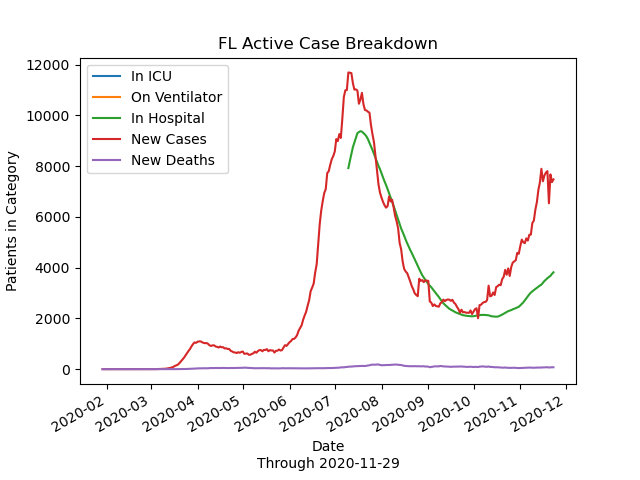 FL Active Case Breakdown
12000
10000
8000
6000
4000
2000
0
Patients in Category
In ICU
On Ventilator
In Hospital
New Cases
New Deaths
2020-02
2020-03
2020-04
2020-05
2020-06
2020-07
2020-08
2020-09
2020-10
2020-11
2020-12
Date
Through 2020-11-29